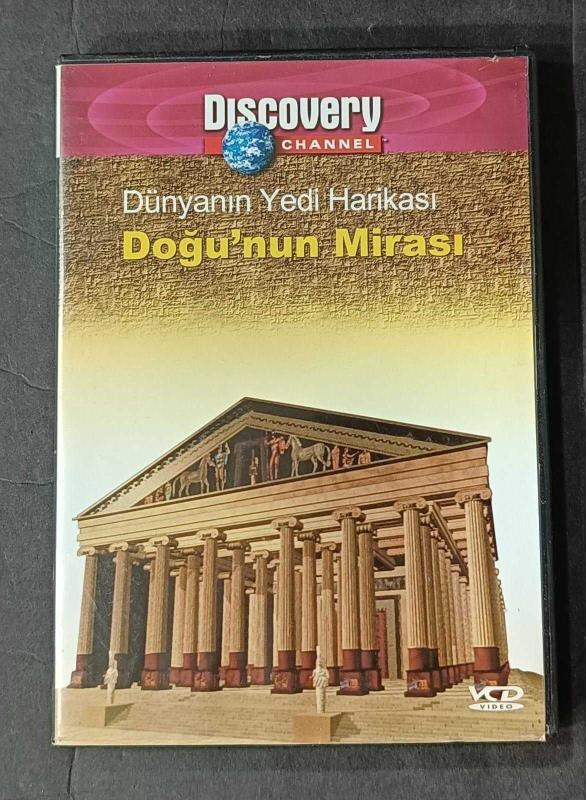 Discovery
CHANNEL
Dünyanın Yedi Harikası
Doğu'nun Mirası
VCD
VIDEO